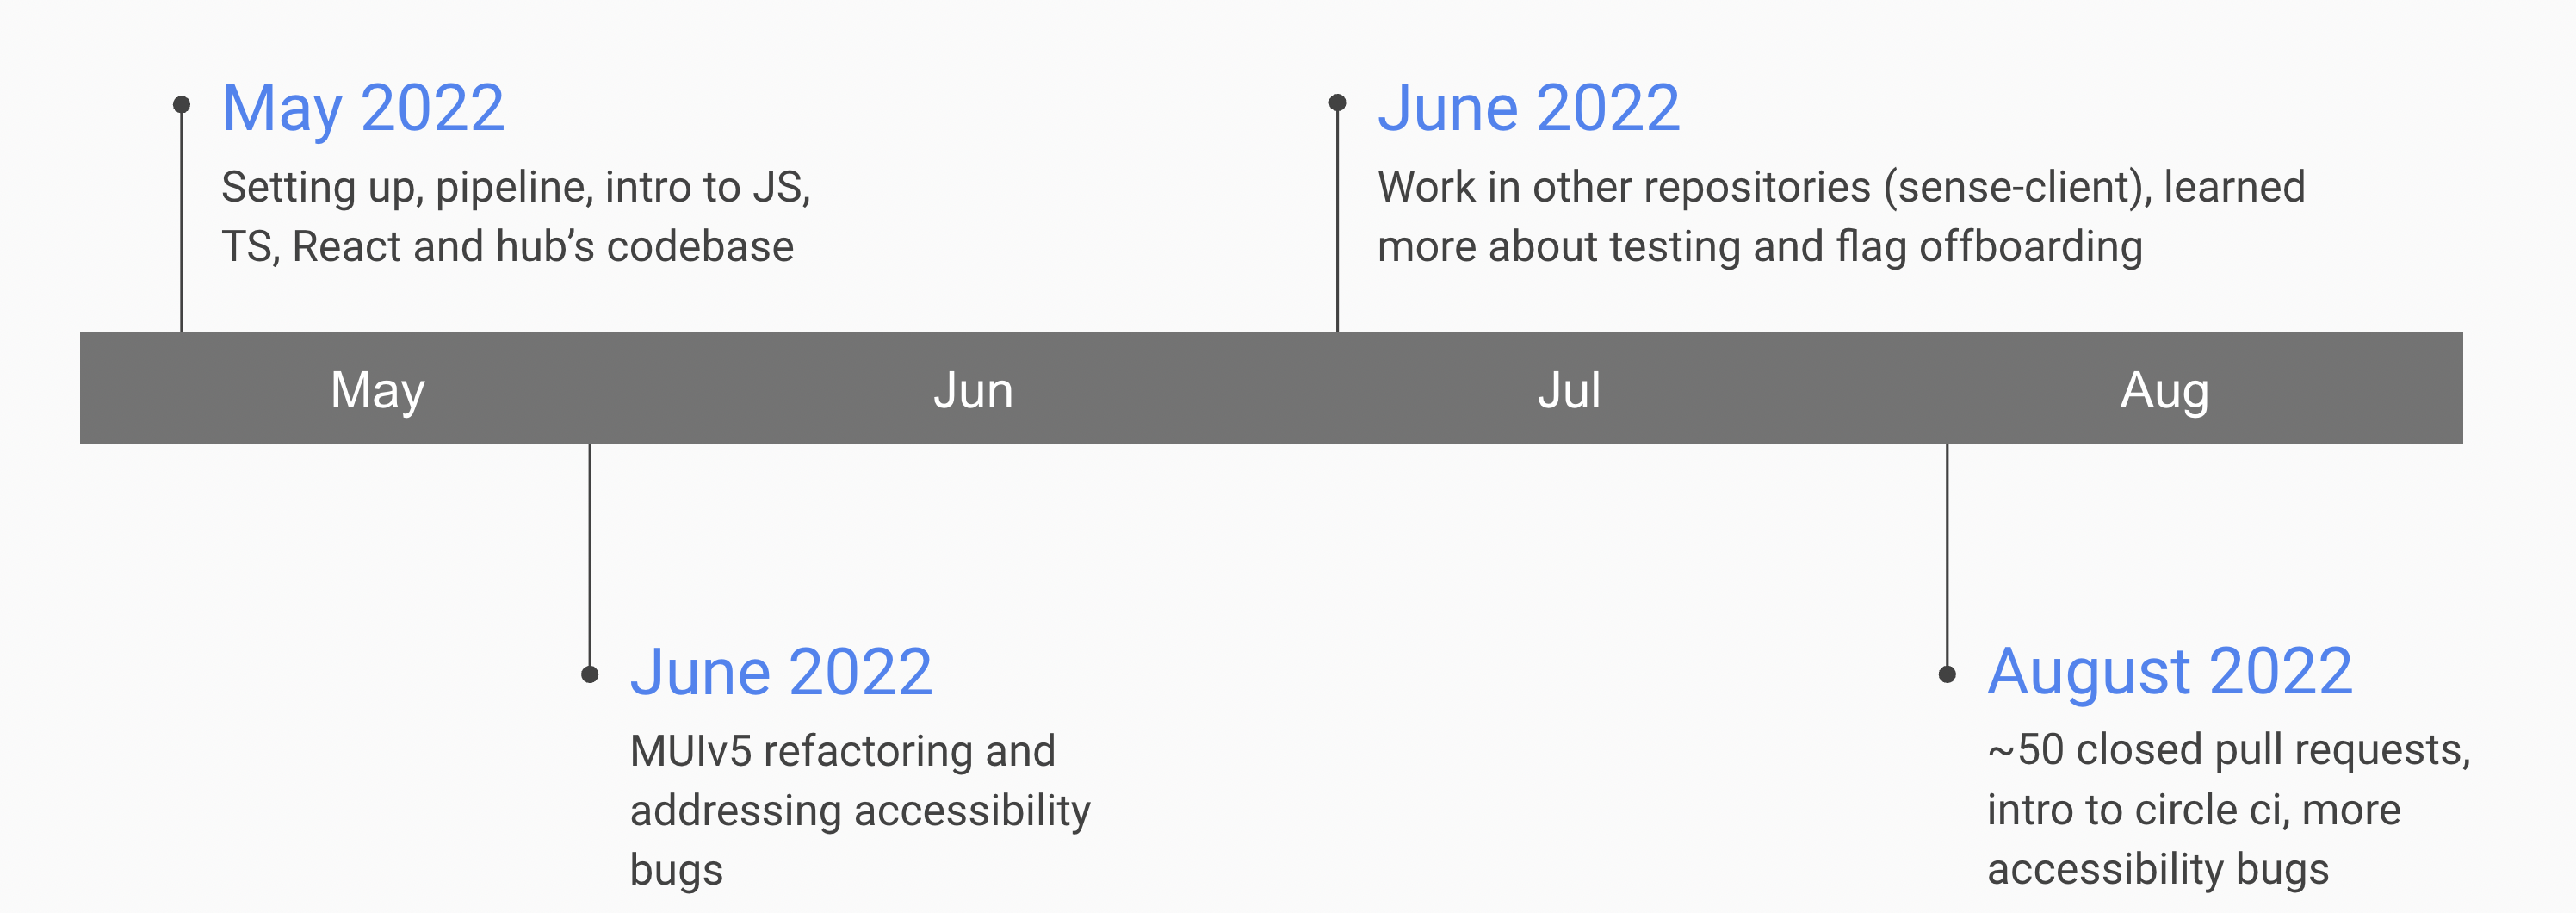 May 2022
Setting up, pipeline, intro to JS,
TS, React and hub’s codebase
June 2022
Work in other repositories (sense-client), learned
more about testing and flag offboarding
May
Jun
Jul
Aug
June 2022
MUIv5 refactoring and
addressing accessibility
bugs
August 2022
~50 closed pull requests,
intro to circle ci, more
accessibility bugs